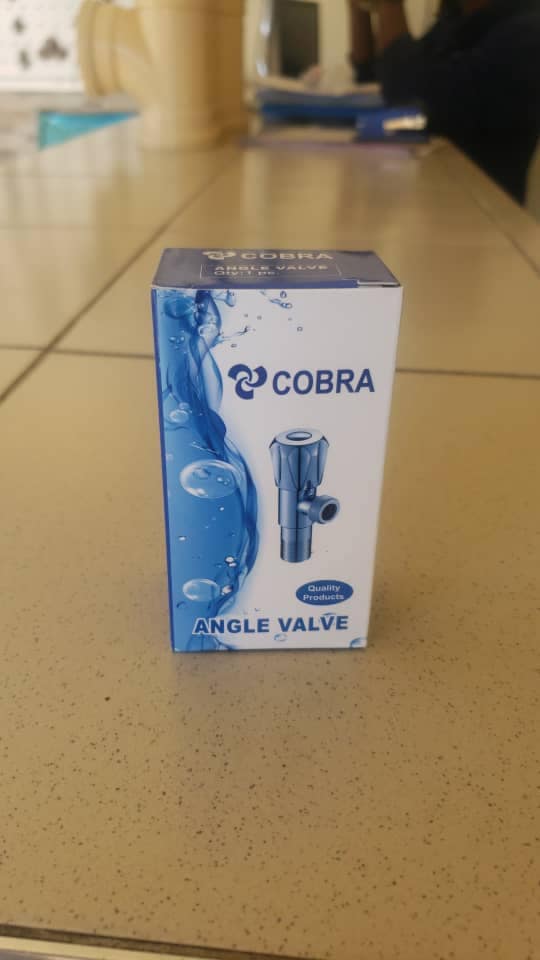 COBRA
ANGLE VALVE
Qty: 1 pc.
COBRA
Quality
Products
ANGLE VALVE